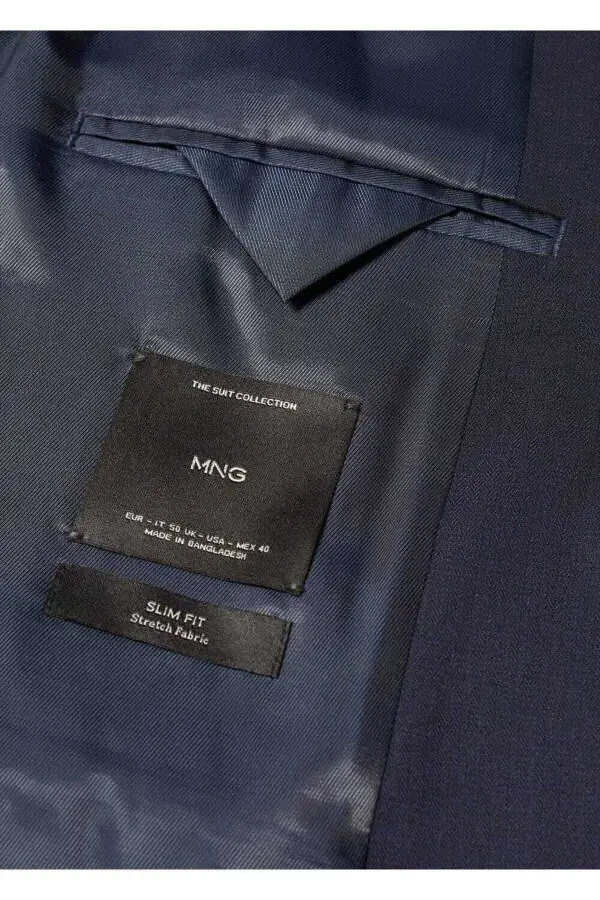 THE SUIT COLLECTION
MNG
EUR - IT 50 UK - USA - MEX 40
MADE IN BANGLADESH
SLIM FIT
Stretch Fabric